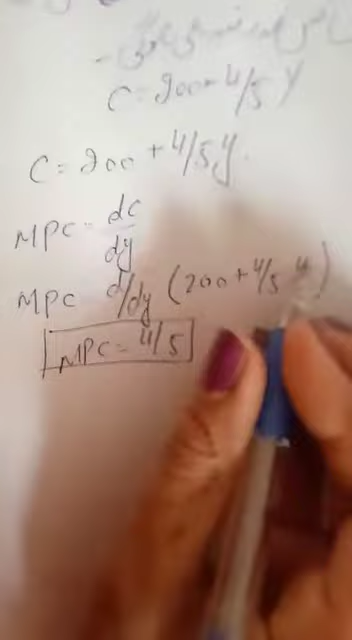 C = 200 + 4/5 Y
C = 200 + 4/5 y.
MPC = dc/dy
MPC d/dy (200 + 4/5 y)
MPC = 4/5